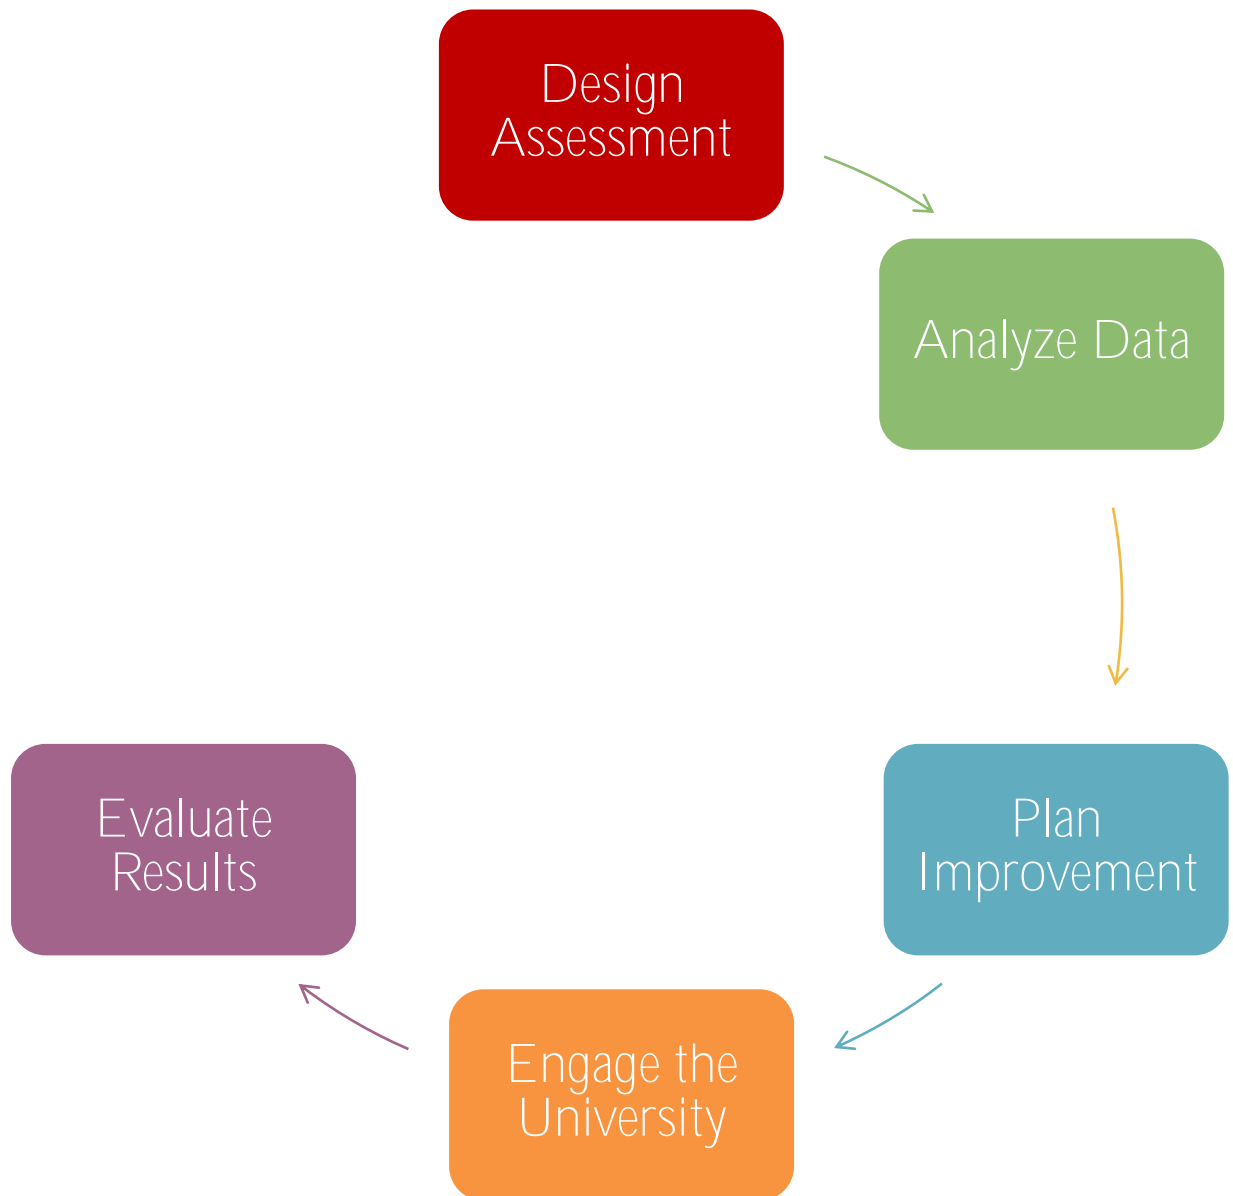 Design
Assessment
Analyze Data
Plan
Improvement
Engage the
University
Evaluate
Results